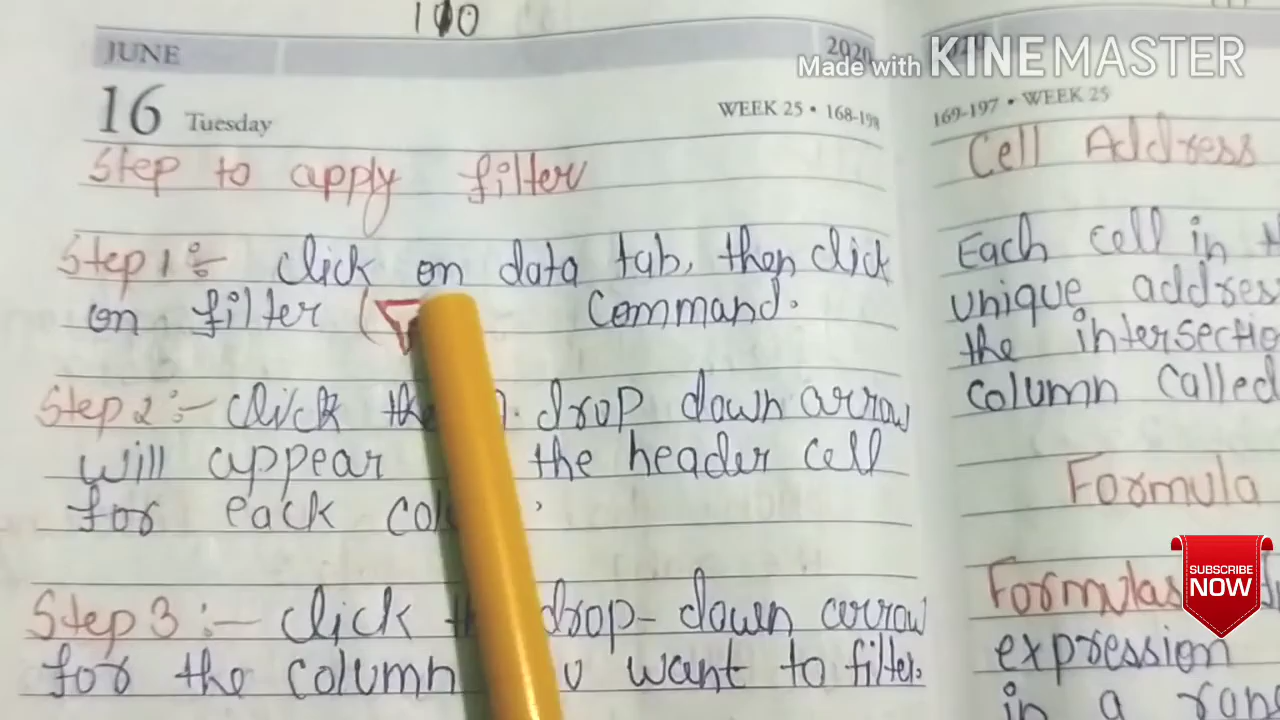 100
JUNE 2020
Made with KINEMASTER
16 Tuesday WEEK 25 • 168-198
Step to apply filter
Step 1 :- Click on data tab, then click
on filter ( Command.
Step 2 :- Click the drop down arrow
will appear the header cell
for eack
Step 3 :- Click drop-down arrow
for the column want to filter.
169-197 • WEEK 25
Cell Address
Each cell in
unique
the
column called
Formula
Formulas
expression
in a
SUBSCRIBE
NOW